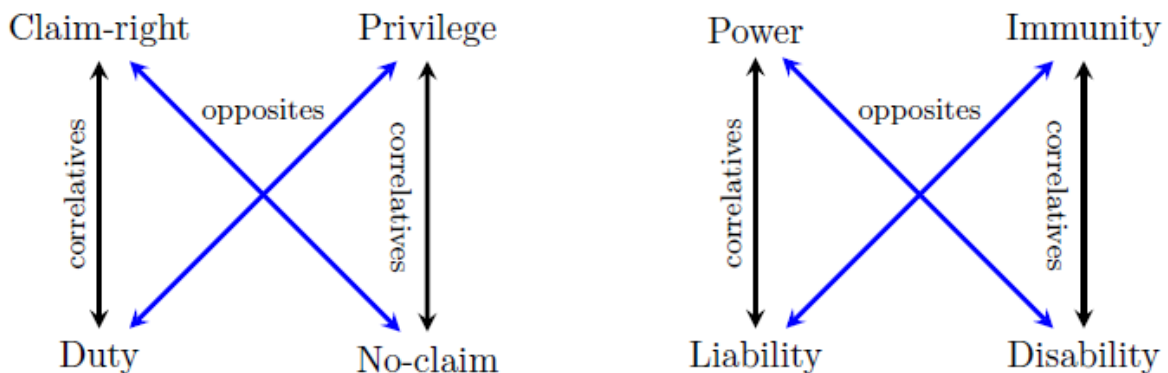 Claim-right
Privilege
opposites
correlatives
correlatives
Duty
No-claim
Power
Immunity
opposites
correlatives
correlatives
Liability
Disability